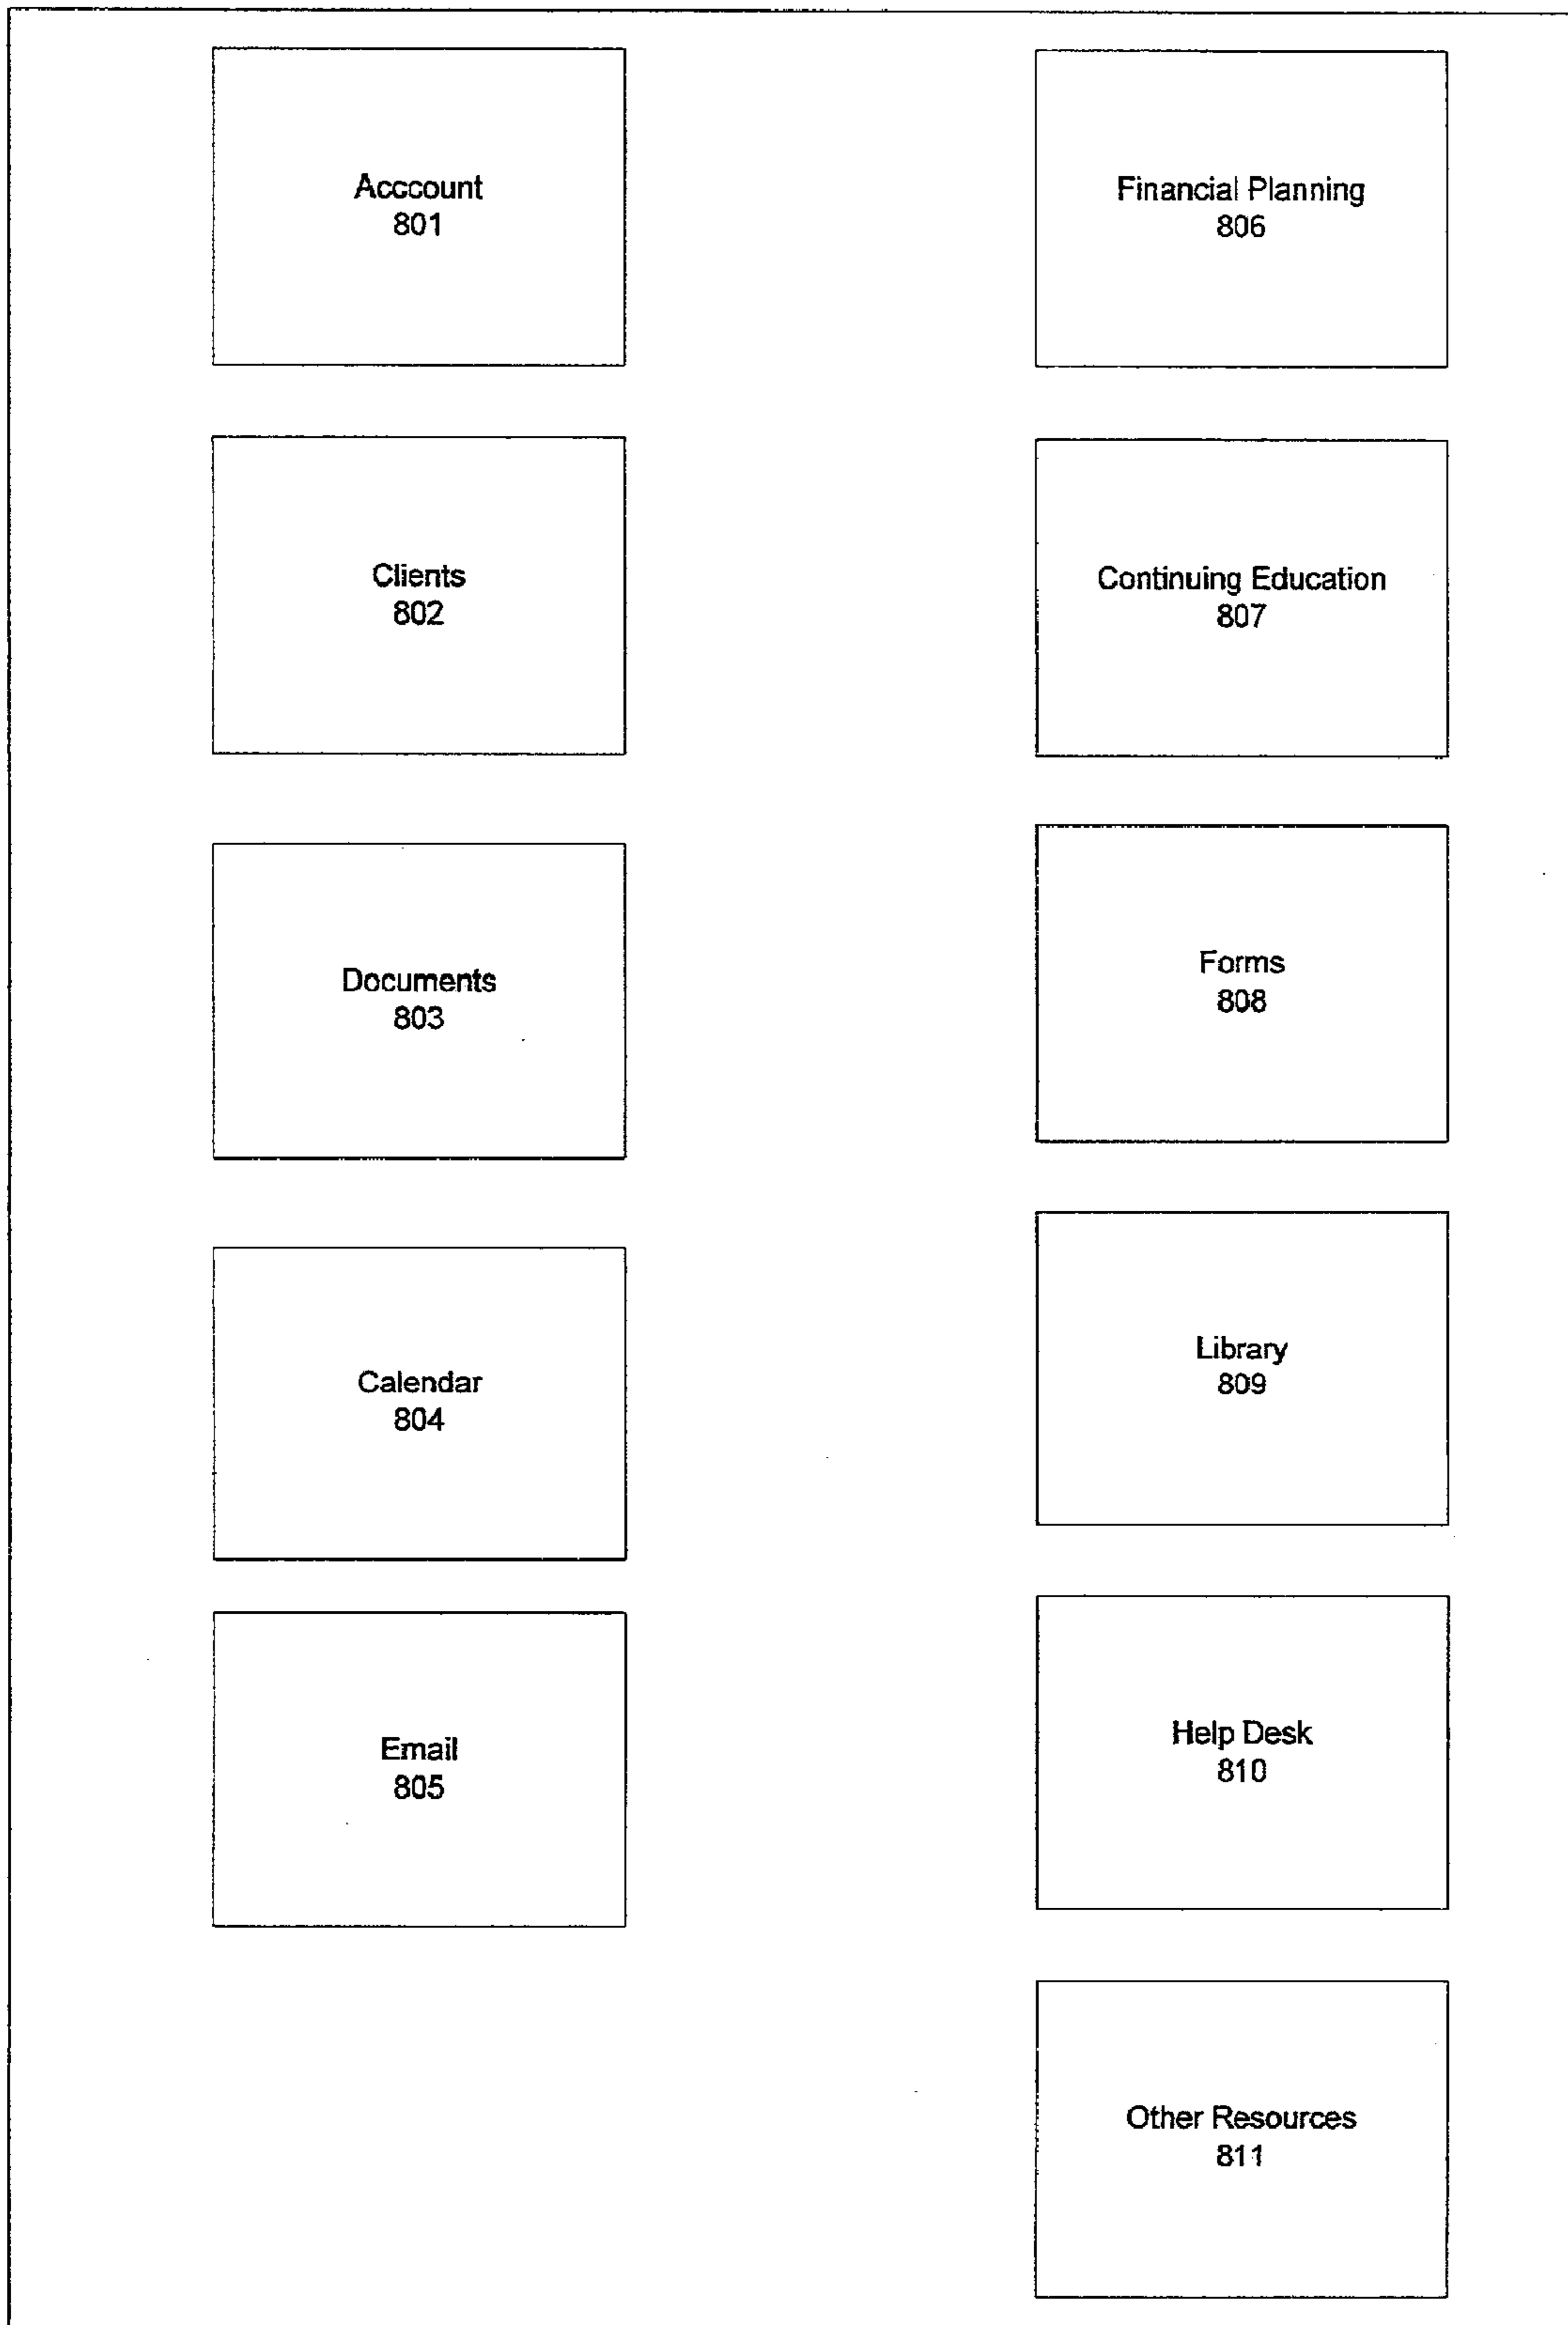 Acccount
801
Clients
802
Documents
803
Calendar
804
Email
805
Financial Planning
806
Continuing Education
807
Forms
808
Library
809
Help Desk
810
Other Resources
811